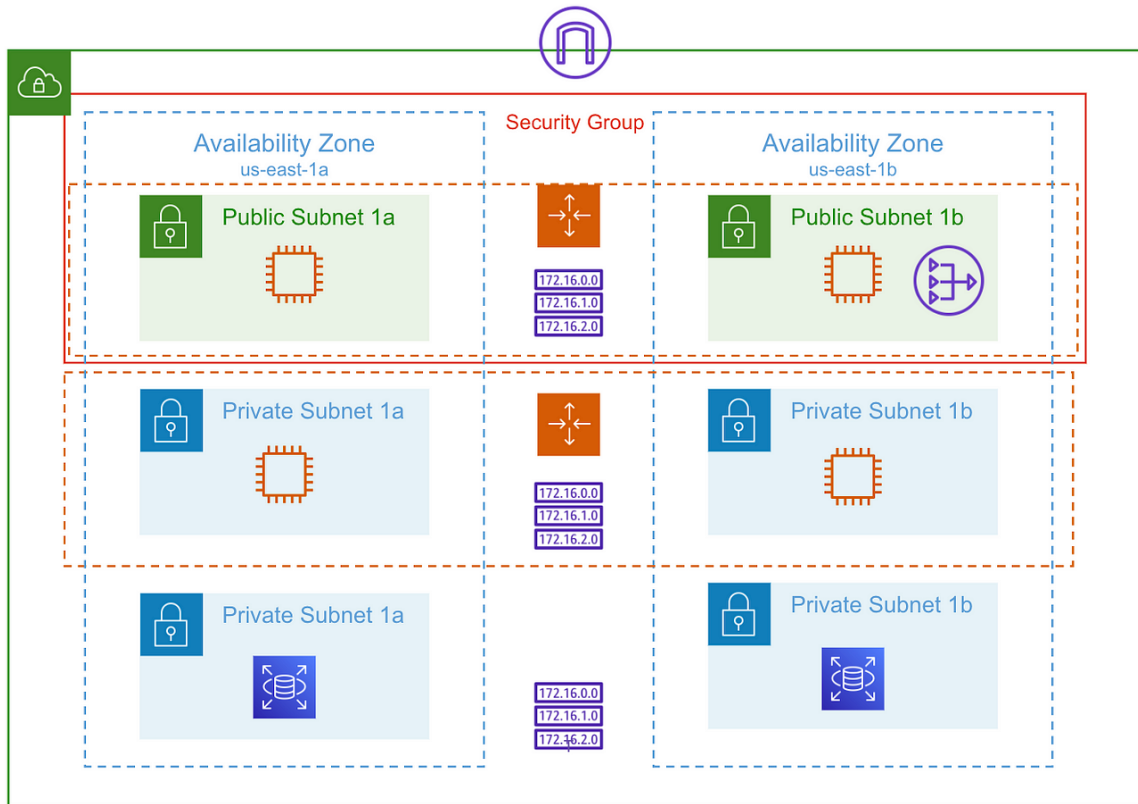 Security Group
Availability Zone
us-east-1a
Availability Zone
us-east-1b
Public Subnet 1a
Public Subnet 1b
172.16.0.0
172.16.1.0
172.16.2.0
Private Subnet 1a
Private Subnet 1b
172.16.0.0
172.16.1.0
172.16.2.0
Private Subnet 1a
Private Subnet 1b
172.16.0.0
172.16.1.0
172.16.2.0